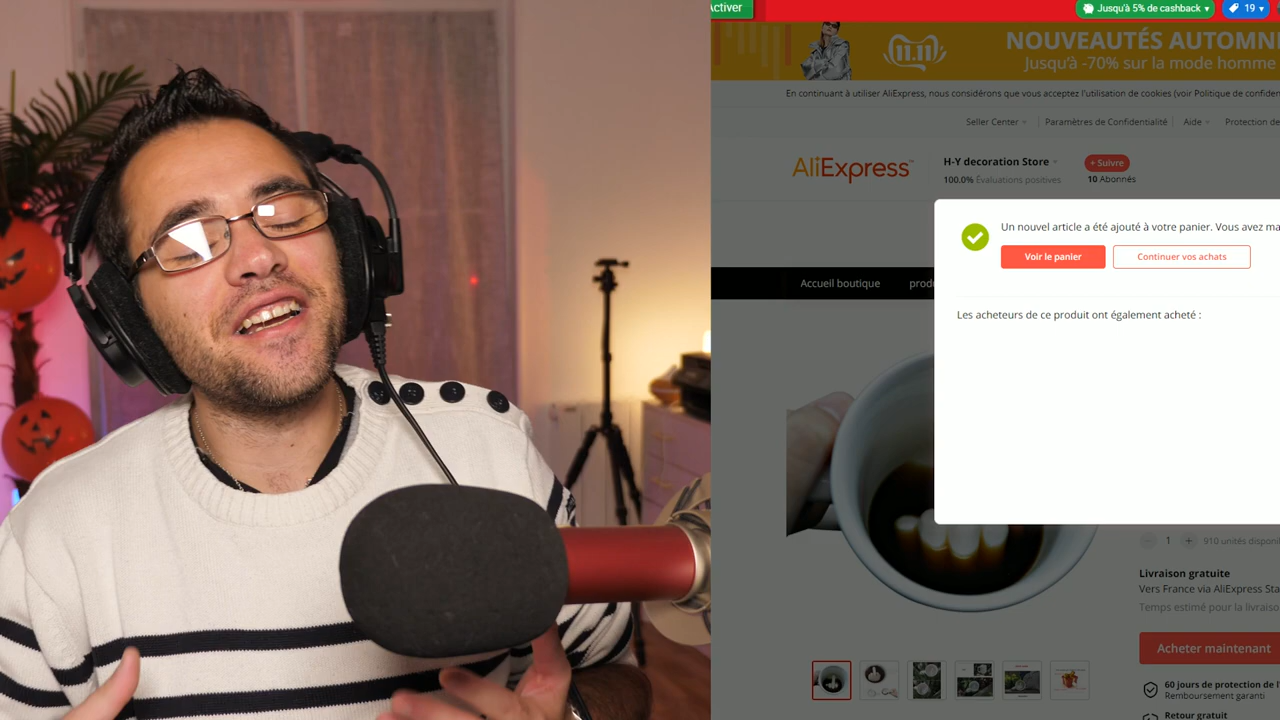 Activer
Jusqu'à 5% de cashback
19
11.11
NOUVEAUTÉS AUTOMN
Jusqu'à -70% sur la mode homme
En continuant à utiliser AliExpress, nous considérons que vous acceptez l'utilisation de cookies (voir Politique de confiden
Seller Center
Paramètres de Confidentialité
Aide
Protection de
AliExpress™
H-Y decoration Store
+ Suivre
100.0% Évaluations positives
10 Abonnés
Un nouvel article a été ajouté à votre panier. Vous avez ma
Voir le panier
Continuer vos achats
Accueil boutique
prod
Les acheteurs de ce produit ont également acheté :
1
910 unités disponi
Livraison gratuite
Vers France via AliExpress Sta
Temps estimé pour la livraiso
Acheter maintenant
60 jours de protection de l'
Remboursement garanti
Retour gratuit